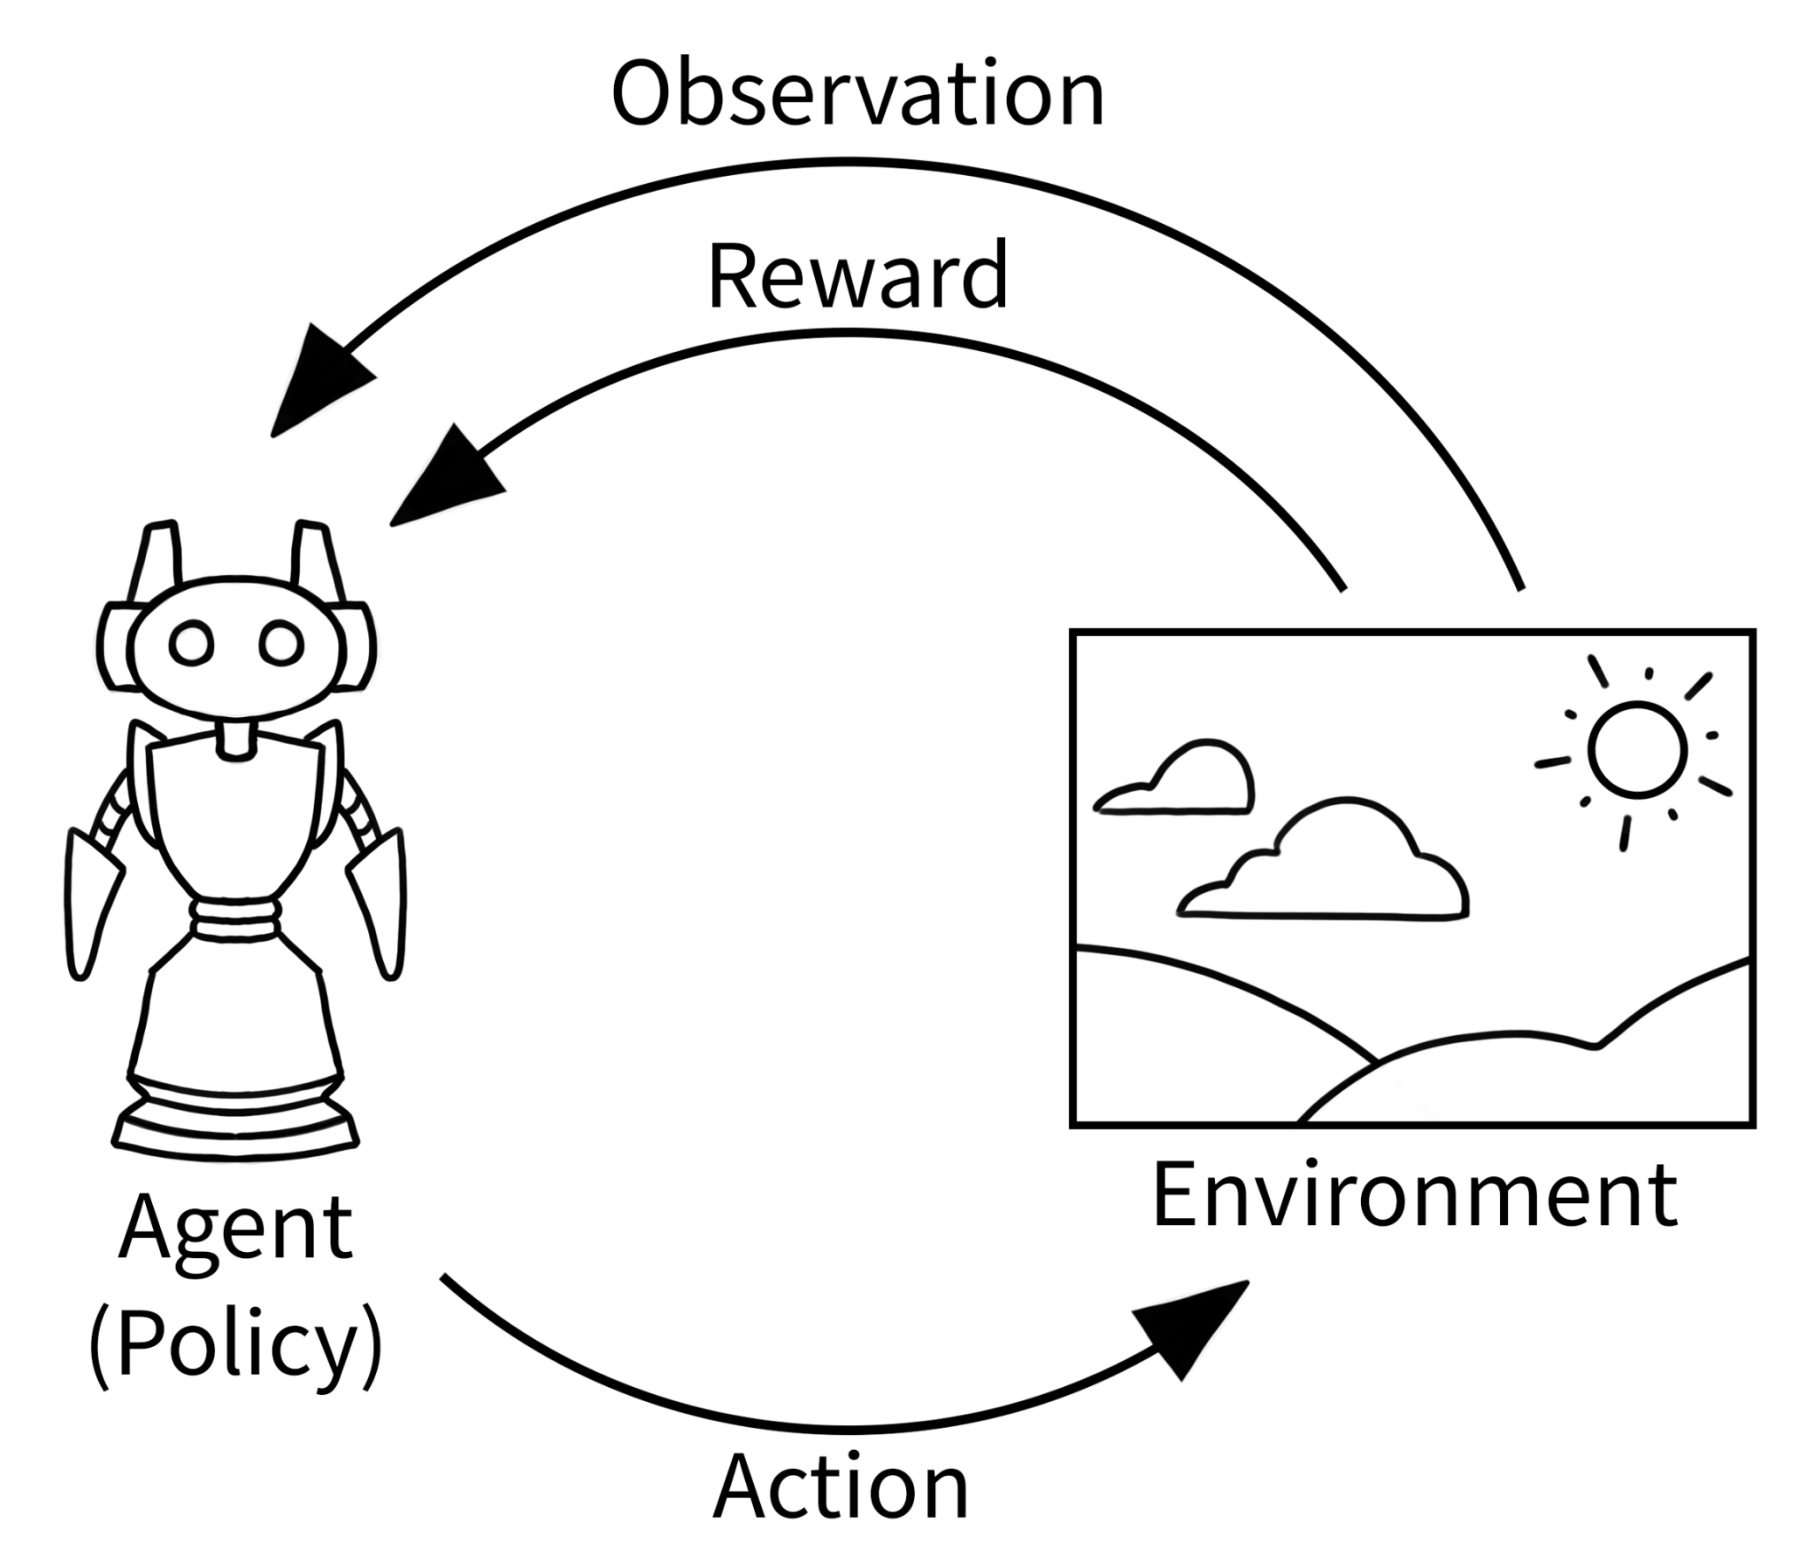 Observation
Reward
Environment
Agent
(Policy)
Action